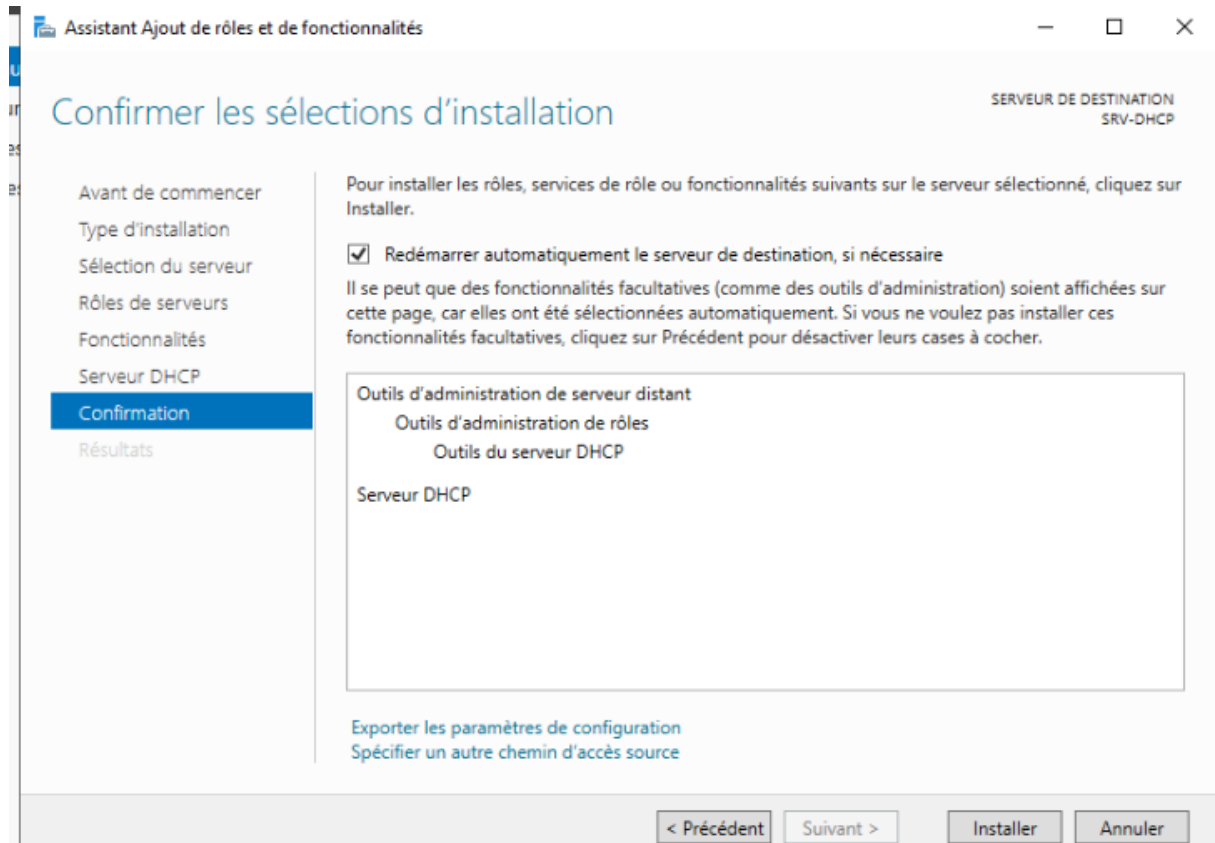 Assistant Ajout de rôles et de fonctionnalités
Confirmer les sélections d'installation
SERVEUR DE DESTINATION
SRV-DHCP
Avant de commencer
Type d'installation
Sélection du serveur
Rôles de serveurs
Fonctionnalités
Serveur DHCP
Confirmation
Résultats
Pour installer les rôles, services de rôle ou fonctionnalités suivants sur le serveur sélectionné, cliquez sur
Installer.
Redémarrer automatiquement le serveur de destination, si nécessaire
Il se peut que des fonctionnalités facultatives (comme des outils d'administration) soient affichées sur
cette page, car elles ont été sélectionnées automatiquement. Si vous ne voulez pas installer ces
fonctionnalités facultatives, cliquez sur Précédent pour désactiver leurs cases à cocher.
Outils d'administration de serveur distant
Outils d'administration de rôles
Outils du serveur DHCP
Serveur DHCP
Exporter les paramètres de configuration
Spécifier un autre chemin d'accès source
< Précédent
Suivant >
Installer
Annuler